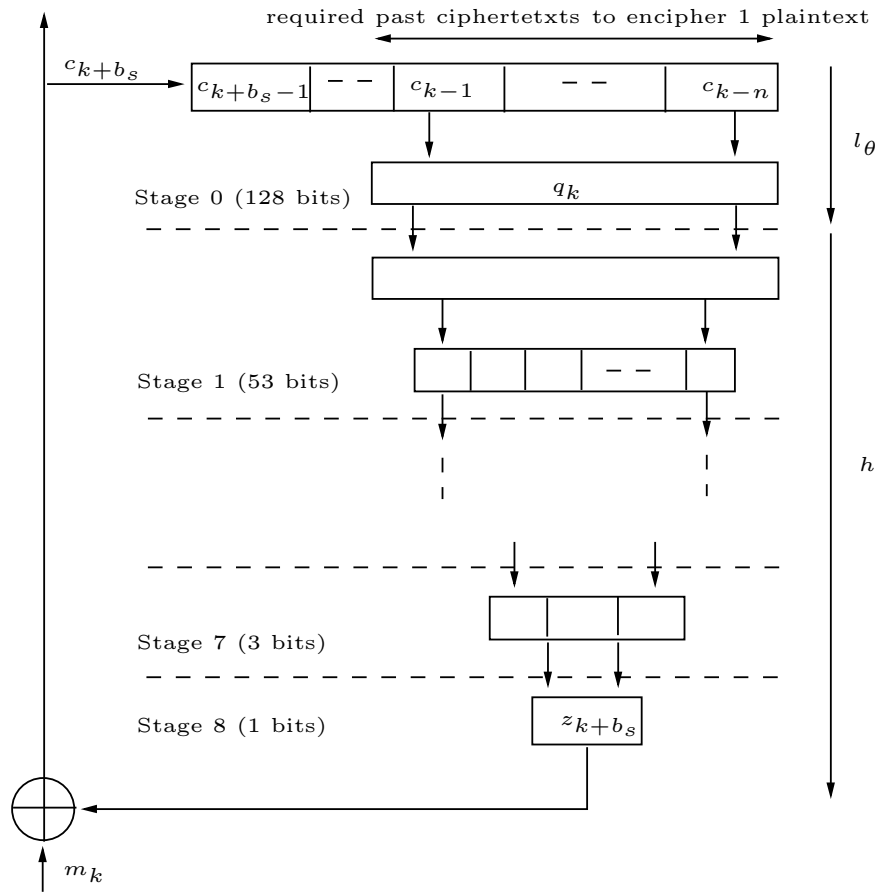 required past ciphertetxts to encipher 1 plaintext
c_{k+b_s}
c_{k+b_s-1} – – c_{k-1} – – c_{k-n}
l_θ
Stage 0 (128 bits)
q_k
Stage 1 (53 bits)
– –
h
Stage 7 (3 bits)
Stage 8 (1 bits)
z_{k+b_s}
m_k